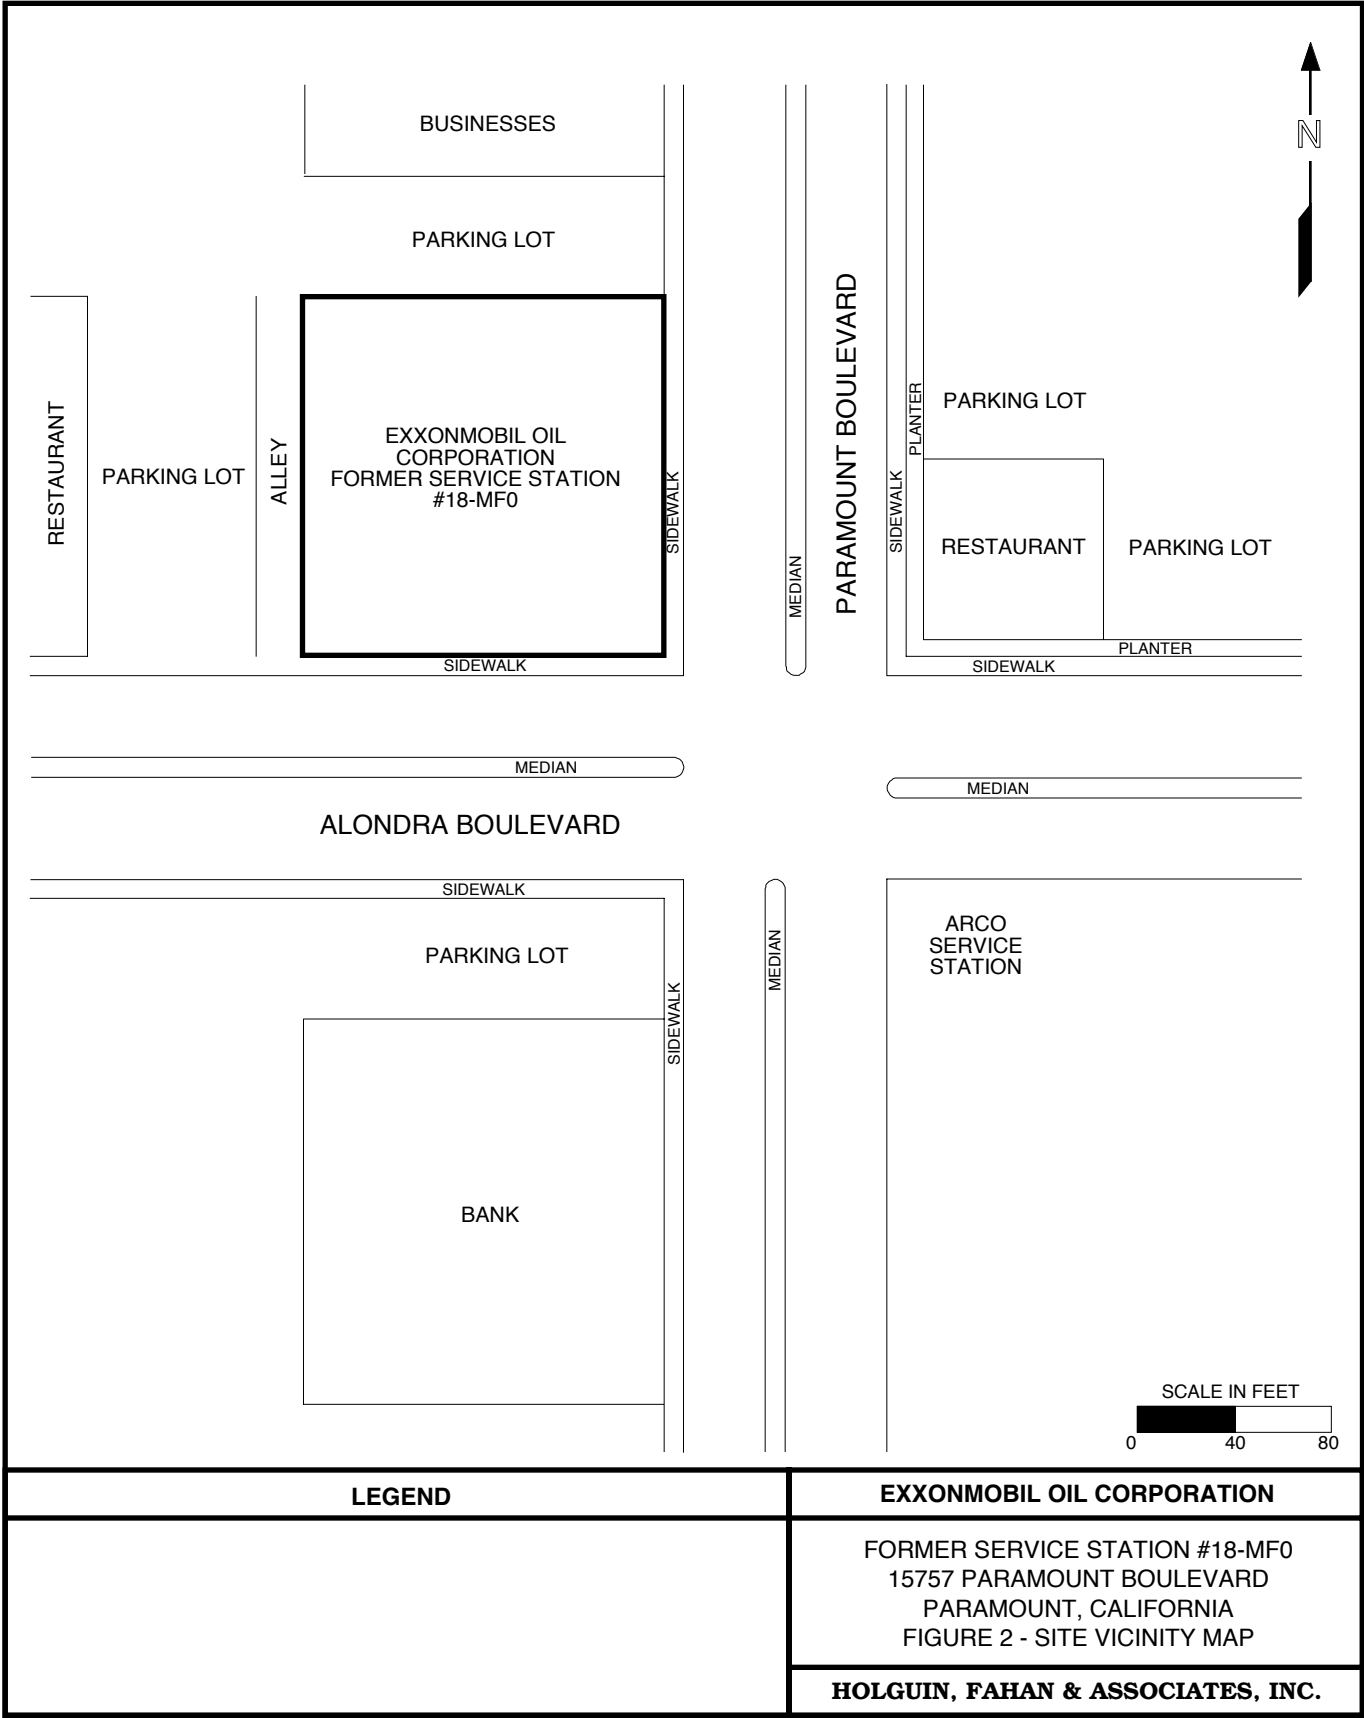 BUSINESSES
N
PARKING LOT
PARAMOUNT BOULEVARD
RESTAURANT
PARKING LOT
ALLEY
EXXONMOBIL OIL
CORPORATION
FORMER SERVICE STATION
#18-MF0
SIDEWALK
MEDIAN
SIDEWALK
PLANTER
PARKING LOT
RESTAURANT
PARKING LOT
PLANTER
SIDEWALK
SIDEWALK
MEDIAN
MEDIAN
ALONDRA BOULEVARD
SIDEWALK
PARKING LOT
SIDEWALK
MEDIAN
ARCO
SERVICE
STATION
BANK
SCALE IN FEET
0 40 80
LEGEND
EXXONMOBIL OIL CORPORATION
FORMER SERVICE STATION #18-MF0
15757 PARAMOUNT BOULEVARD
PARAMOUNT, CALIFORNIA
FIGURE 2 - SITE VICINITY MAP
HOLGUIN, FAHAN & ASSOCIATES, INC.